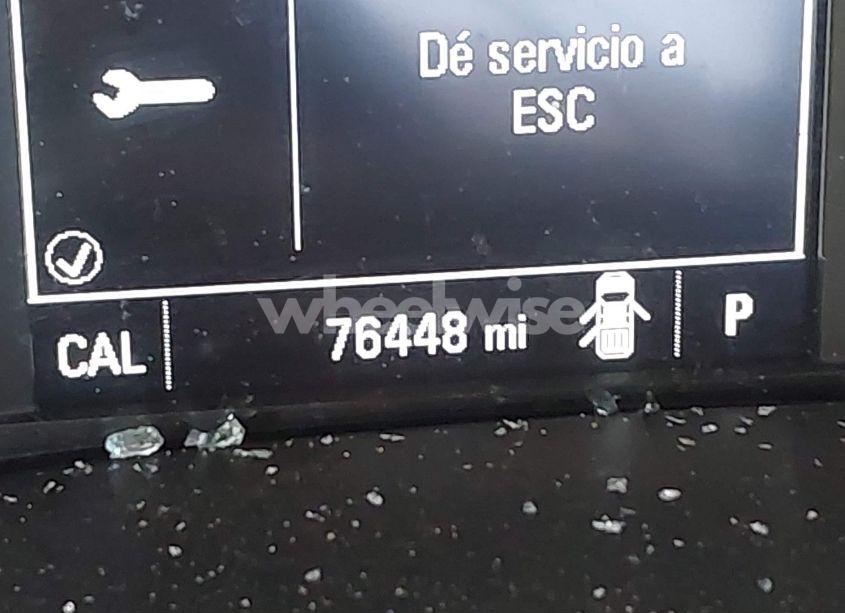 Dé servicio a
ESC
wheelwise
CAL 76448 mi P